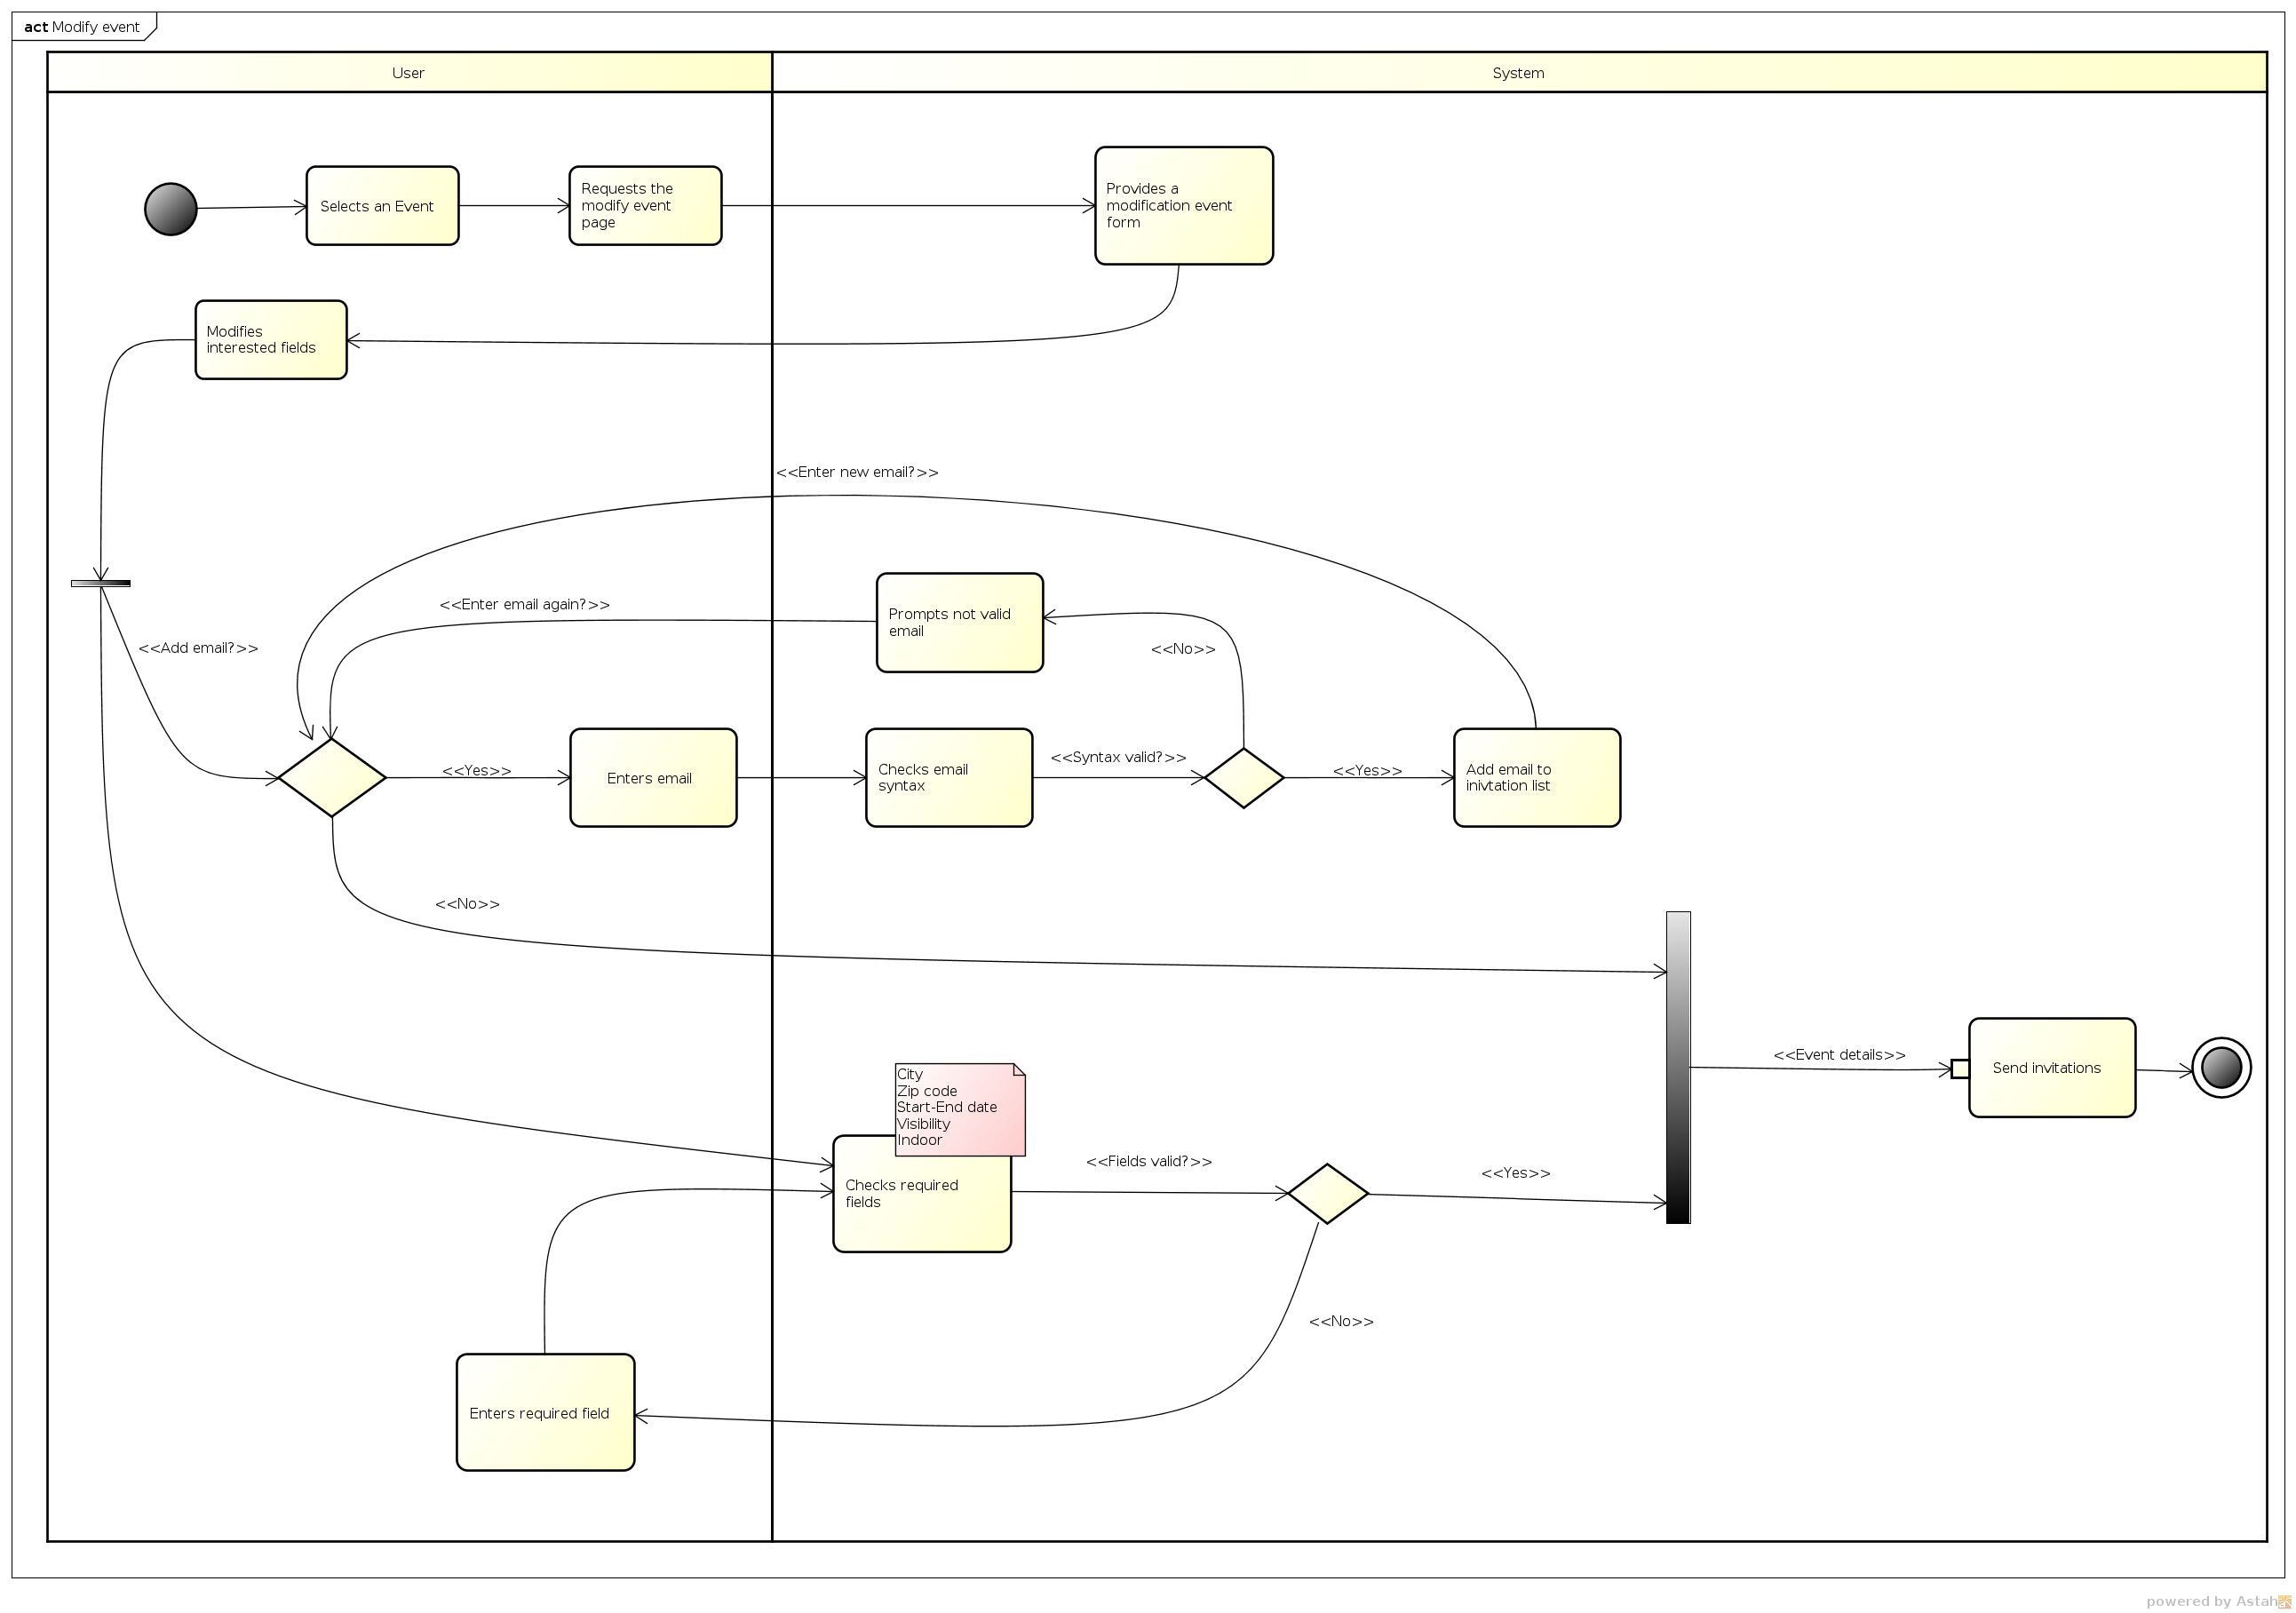 act Modify event
User
System
Selects an Event
Requests the
modify event
page
Provides a
modification event
form
Modifies
interested fields
<<Enter new email?>>
<<Enter email again?>>
Prompts not valid
email
<<No>>
<<Add email?>>
<<Yes>>
Enters email
Checks email
syntax
<<Syntax valid?>>
<<Yes>>
Add email to
inivtation list
<<No>>
City
Zip code
Start-End date
Visibility
Indoor
Checks required
fields
<<Fields valid?>>
<<Yes>>
<<Event details>>
Send invitations
<<No>>
Enters required field
powered by Astah